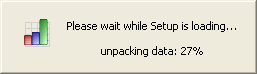 Please wait while Setup is loading...
unpacking data: 27%